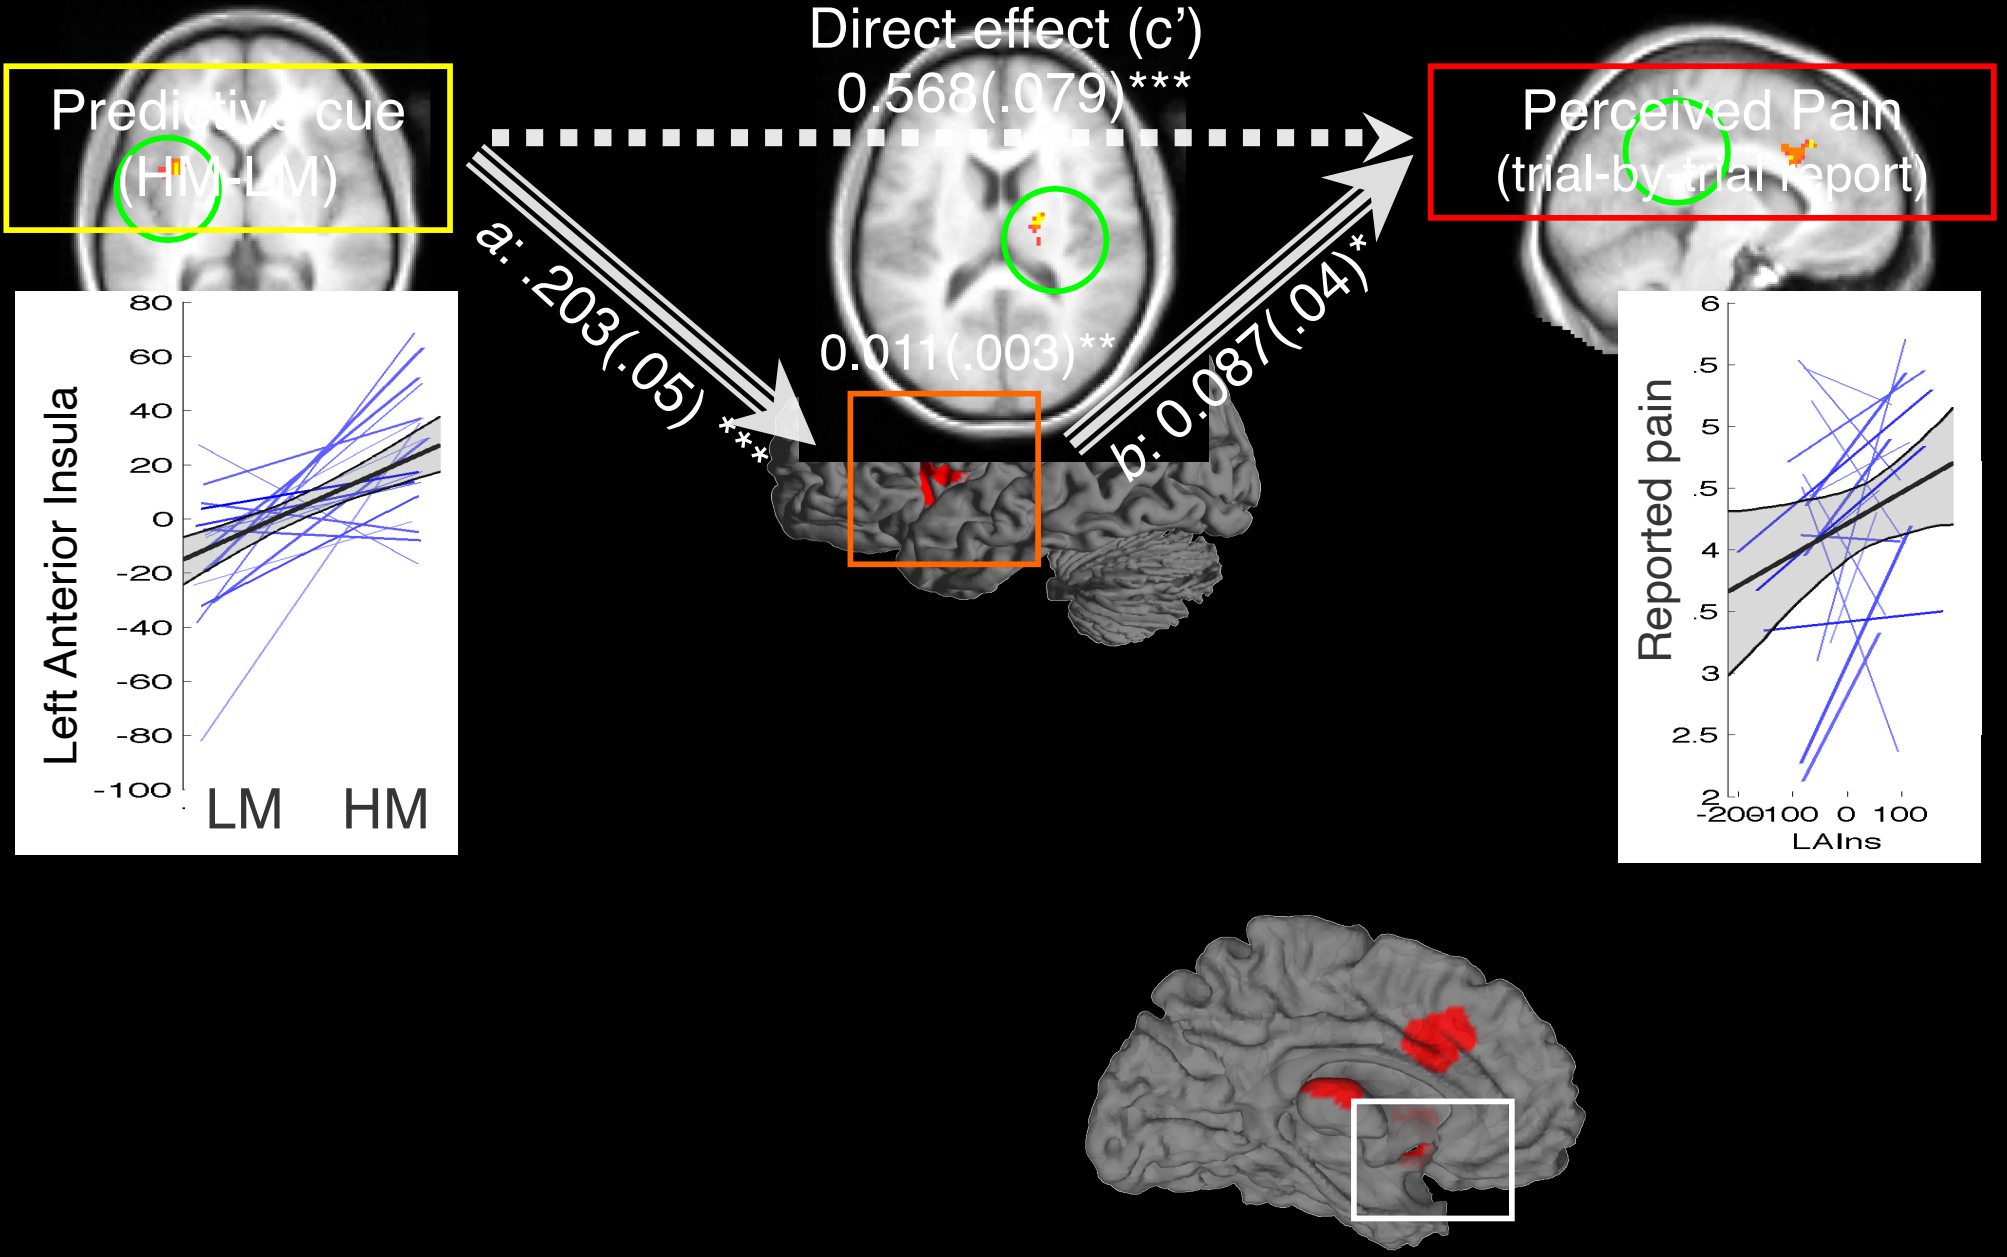 Direct effect (c’)
0.568(.079)***
Predictive cue
(HM-LM)
Perceived Pain
(trial-by-trial report)
a: .203(.05) ***
0.011(.003)**
b: 0.087(.04)*
Left Anterior Insula
80
60
40
20
0
-20
-40
-60
-80
-100
LM HM
Reported pain
6
.5
5
.5
4
.5
3
2.5
2
-200 -100 0 100
LAIns